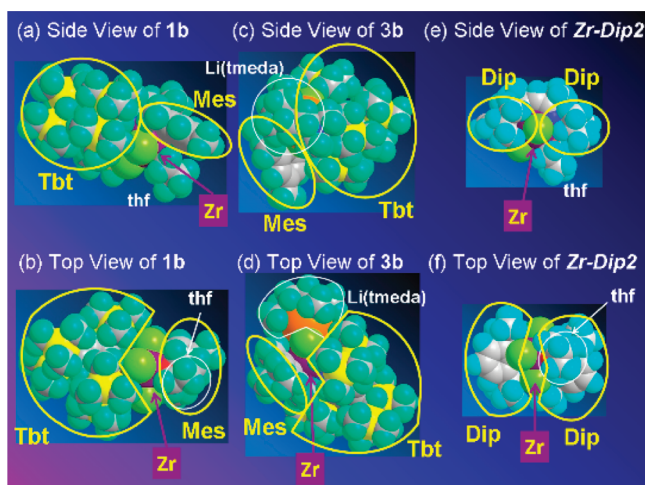 (a) Side View of 1b
(c) Side View of 3b
(e) Side View of Zr-Dip2
Li(tmeda)
Mes
Dip
Dip
Tbt
thf
Zr
Mes
Tbt
Zr
thf
(b) Top View of 1b
(d) Top View of 3b
(f) Top View of Zr-Dip2
thf
Li(tmeda)
thf
Tbt
Mes
Zr
Mes
Zr
Tbt
Dip
Zr
Dip